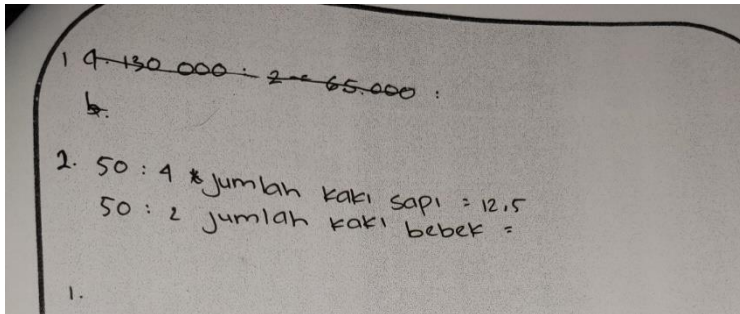 1 a. 130 000 : 2 = 65.000 :
b.
2. 50 : 4 jumlah kaki sapi = 12,5
50 : 2 jumlah kaki bebek =
1.